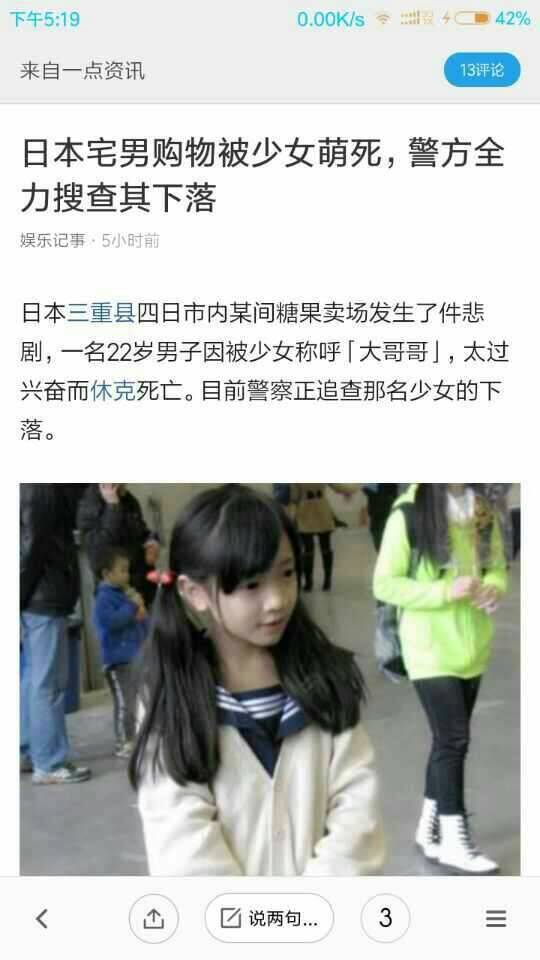 下午5:19
0.00K/s
42%
来自一点资讯
13评论
日本宅男购物被少女萌死，警方全
力搜查其下落
娱乐记事 · 5小时前
日本三重县四日市内某间糖果卖场发生了件悲
剧，一名22岁男子因被少女称呼「大哥哥」，太过
兴奋而休克死亡。目前警察正追查那名少女的下
落。
说两句...
3